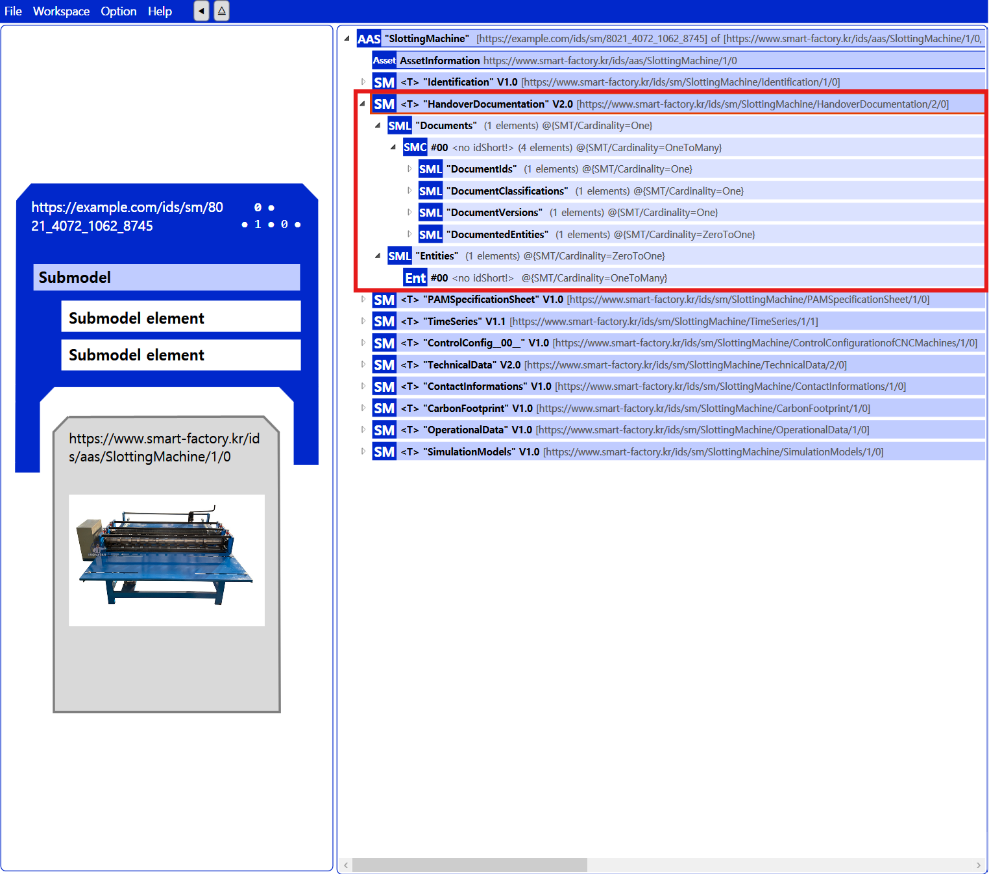 File Workspace Option Help
https://example.com/ids/sm/80
21_4072_1062_8745
0
1 0
Submodel
Submodel element
Submodel element
https://www.smart-factory.kr/id
s/aas/SlottingMachine/1/0
AAS "SlottingMachine" [https://example.com/ids/sm/8021_4072_1062_8745] of [https://www.smart-factory.kr/ids/aas/SlottingMachine/1/0,
Asset AssetInformation https://www.smart-factory.kr/ids/aas/SlottingMachine/1/0
SM <T> "Identification" V1.0 [https://www.smart-factory.kr/ids/sm/SlottingMachine/Identification/1/0]
SM <T> "HandoverDocumentation" V2.0 [https://www.smart-factory.kr/ids/sm/SlottingMachine/HandoverDocumentation/2/0]
SML "Documents" (1 elements) @{SMT/Cardinality=One}
SMC #00 <no idShort!> (4 elements) @{SMT/Cardinality=OneToMany}
SML "DocumentIds" (1 elements) @{SMT/Cardinality=One}
SML "DocumentClassifications" (1 elements) @{SMT/Cardinality=One}
SML "DocumentVersions" (1 elements) @{SMT/Cardinality=One}
SML "DocumentedEntities" (1 elements) @{SMT/Cardinality=ZeroToOne}
SML "Entities" (1 elements) @{SMT/Cardinality=ZeroToOne}
Ent #00 <no idShort!> @{SMT/Cardinality=OneToMany}
SM <T> "PAMSpecificationSheet" V1.0 [https://www.smart-factory.kr/ids/sm/SlottingMachine/PAMSpecificationSheet/1/0]
SM <T> "TimeSeries" V1.1 [https://www.smart-factory.kr/ids/sm/SlottingMachine/TimeSeries/1/1]
SM <T> "ControlConfig__00__" V1.0 [https://www.smart-factory.kr/ids/sm/SlottingMachine/ControlConfigurationofCNCMachines/1/0]
SM <T> "TechnicalData" V2.0 [https://www.smart-factory.kr/ids/sm/SlottingMachine/TechnicalData/2/0]
SM <T> "ContactInformations" V1.0 [https://www.smart-factory.kr/ids/sm/SlottingMachine/ContactInformations/1/0]
SM <T> "CarbonFootprint" V1.0 [https://www.smart-factory.kr/ids/sm/SlottingMachine/CarbonFootprint/1/0]
SM <T> "OperationalData" V1.0 [https://www.smart-factory.kr/ids/sm/SlottingMachine/OperationalData/1/0]
SM <T> "SimulationModels" V1.0 [https://www.smart-factory.kr/ids/sm/SlottingMachine/SimulationModels/1/0]